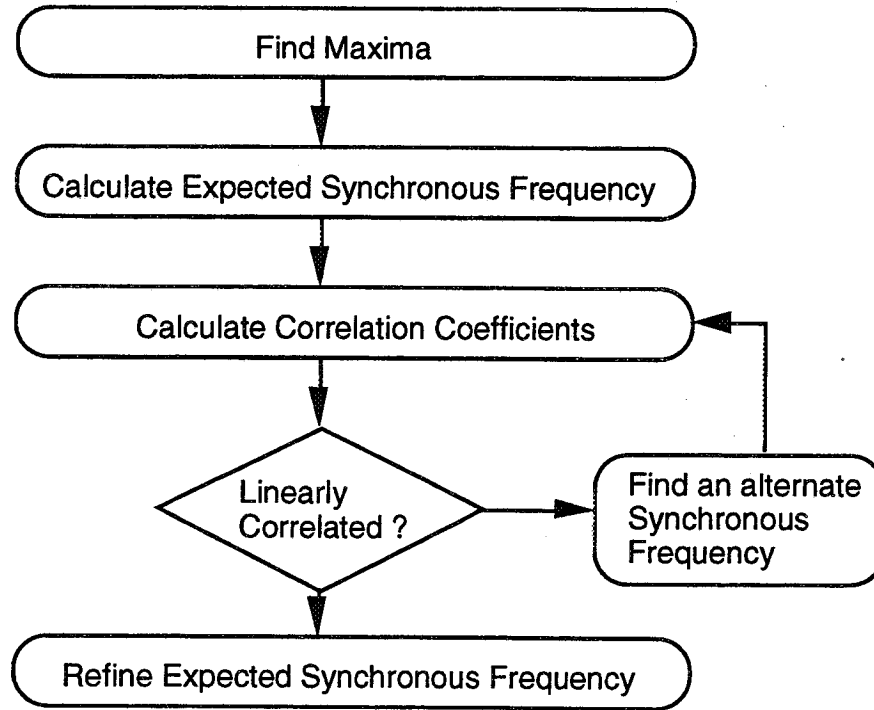 Find Maxima
Calculate Expected Synchronous Frequency
Calculate Correlation Coefficients
Linearly
Correlated ?
Find an alternate
Synchronous
Frequency
Refine Expected Synchronous Frequency